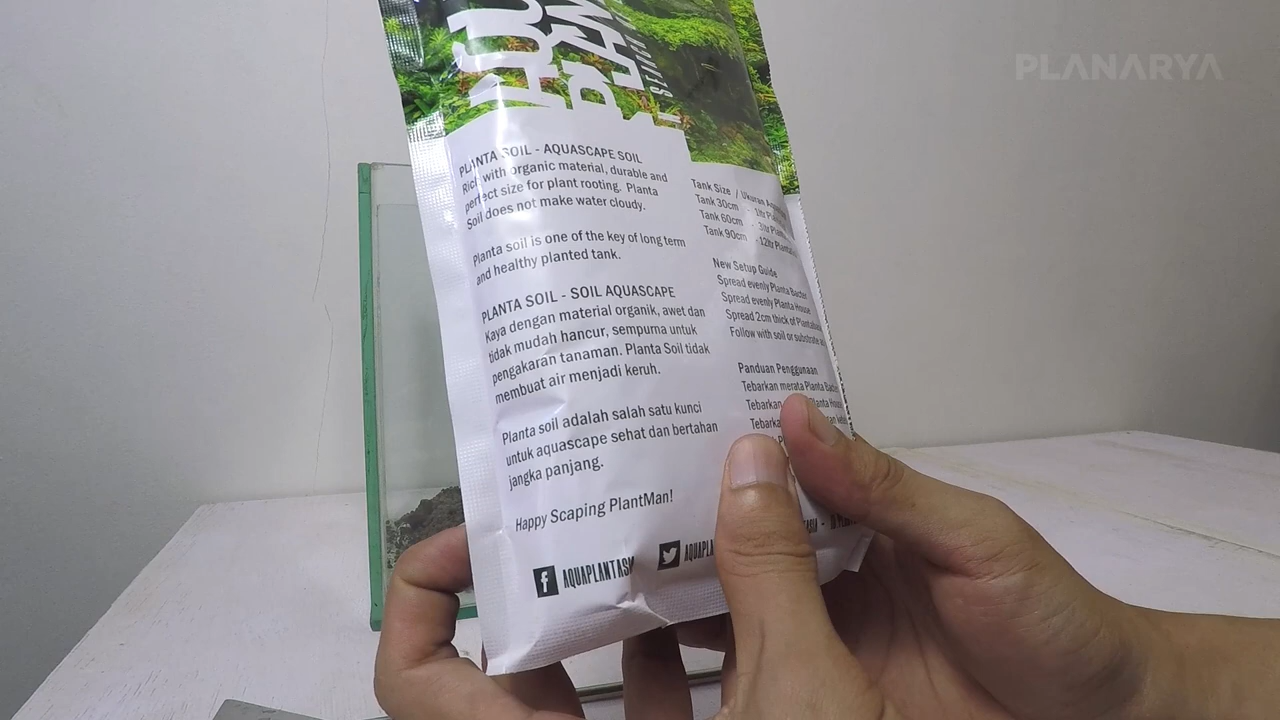 PLANARYA
PLANTA SOIL - AQUASCAPE SOIL
Rich with organic material, durable and
perfect size for plant rooting. Planta
Soil does not make water cloudy.
Planta soil is one of the key of long term
and healthy planted tank.
PLANTA SOIL - SOIL AQUASCAPE
Kaya dengan material organik, awet dan
tidak mudah hancur, sempurna untuk
pengakaran tanaman. Planta Soil tidak
membuat air menjadi keruh.
Planta soil adalah salah satu kunci
untuk aquascape sehat dan bertahan
jangka panjang.
Happy Scaping PlantMan!
Tank Size / Ukuran
Tank 30cm - 1ltr
Tank 60cm - 3ltr
Tank 90cm - 12ltr
New Setup Guide
Spread evenly Planta Bacter
Spread evenly Planta House
Spread 2cm thick of
Follow with soil or substrate
Panduan Penggunaan
Tebarkan merata Planta
Tebarkan Planta